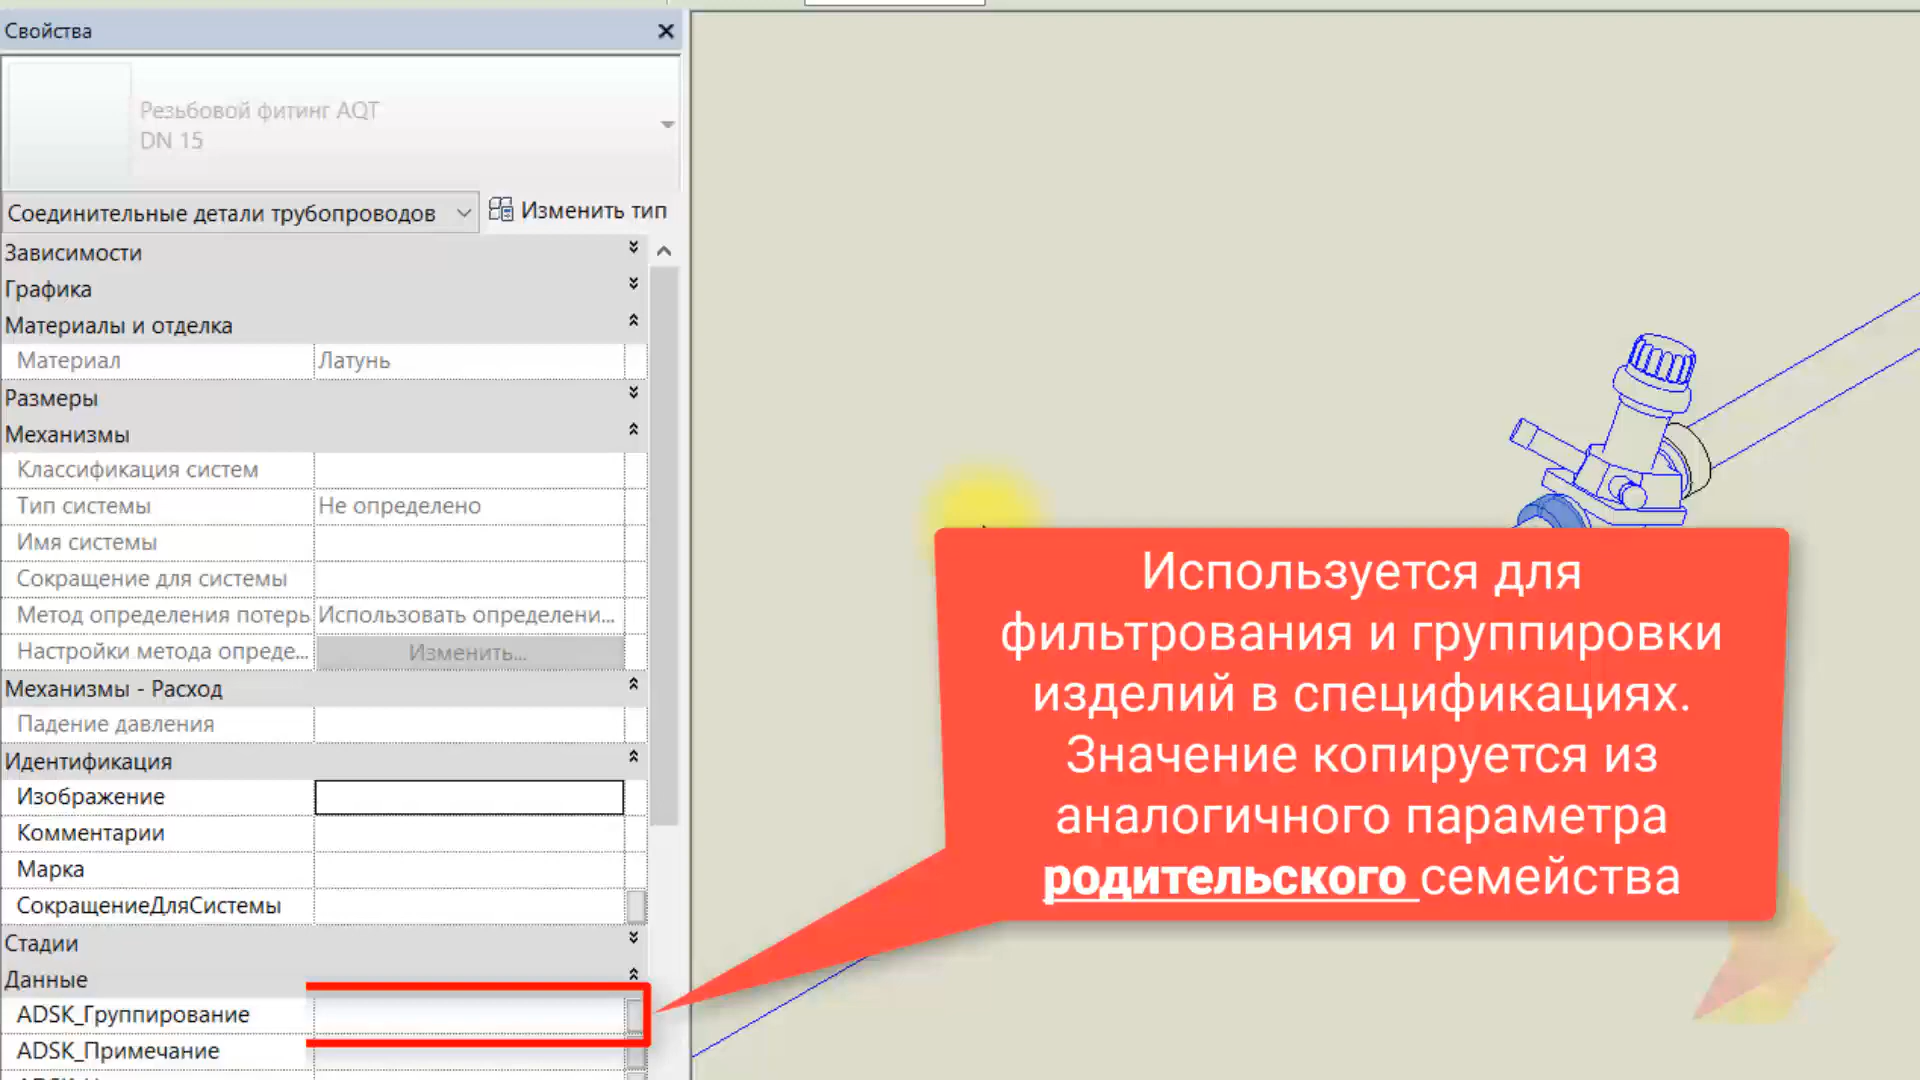 Свойства
Резьбовой фитинг AQT
DN 15
Соединительные детали трубопроводов
Изменить тип
Зависимости
Графика
Материалы и отделка
Материал Латунь
Размеры
Механизмы
Классификация систем
Тип системы Не определено
Имя системы
Сокращение для системы
Метод определения потерь Использовать определени...
Настройки метода опреде... Изменить...
Механизмы - Расход
Падение давления
Идентификация
Изображение
Комментарии
Марка
СокращениеДляСистемы
Стадии
Данные
ADSK_Группирование
ADSK_Примечание
Используется для
фильтрования и группировки
изделий в спецификациях.
Значение копируется из
аналогичного параметра
родительского семейства